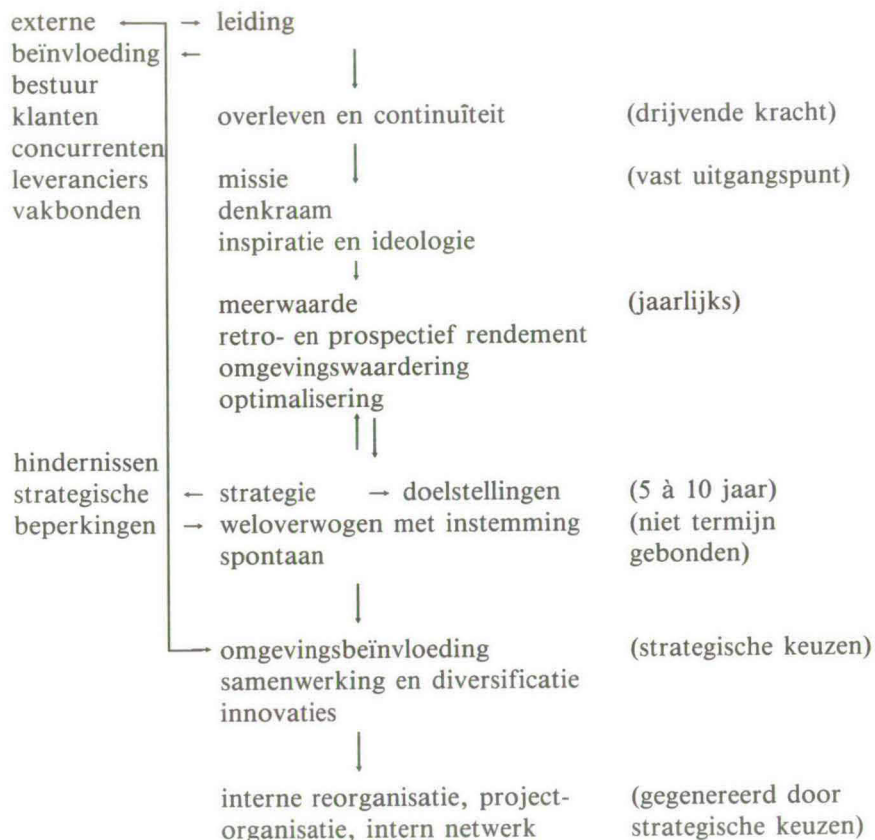 externe ←→ leiding
beïnvloeding ←
bestuur
klanten overleven en continuîteit (drijvende kracht)
concurrenten
leveranciers missie (vast uitgangspunt)
vakbonden denkraam
inspiratie en ideologie
meerwaarde (jaarlijks)
retro- en prospectief rendement
omgevingswaardering
optimalisering
hindernissen
strategische ← strategie → doelstellingen (5 à 10 jaar)
beperkingen → weloverwogen met instemming (niet termijn
spontaan gebonden)
omgevingsbeïnvloeding (strategische keuzen)
samenwerking en diversificatie
innovaties
interne reorganisatie, project- (gegenereerd door
organisatie, intern netwerk strategische keuzen)